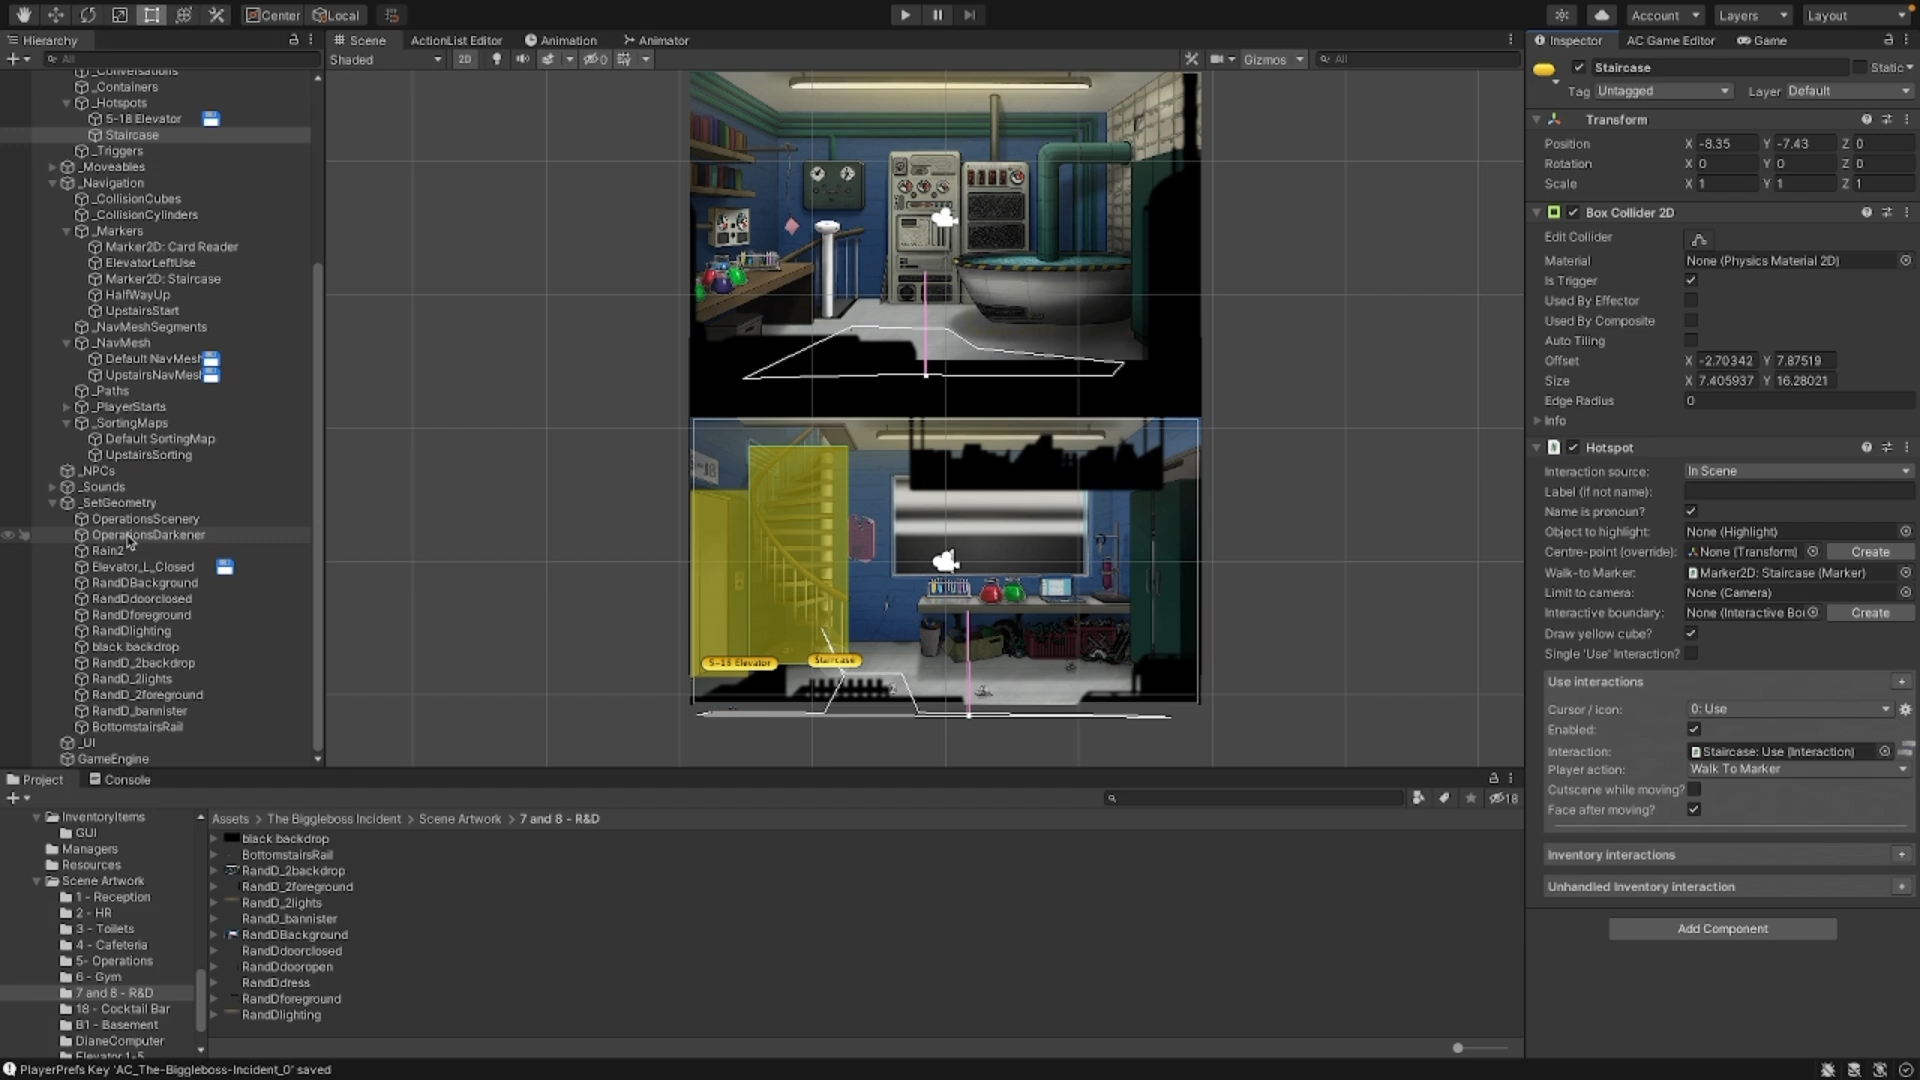 Center
Local
Account
Layers
Layout
Hierarchy
All
Scene
ActionList Editor
Animation
Animator
Shaded
2D
0
Gizmos
All
_Conversations
_Containers
_Hotspots
5-18 Elevator
Staircase
_Triggers
_Moveables
_Navigation
_CollisionCubes
_CollisionCylinders
_Markers
Marker2D: Card Reader
ElevatorLeftUse
Marker2D: Staircase
HalfWayUp
UpstairsStart
_NavMeshSegments
_NavMesh
Default NavMesh
UpstairsNavMesh
_Paths
_PlayerStarts
_SortingMaps
Default SortingMap
UpstairsSorting
_NPCs
_Sounds
_SetGeometry
OperationsScenery
OperationsDarkener
Rain2
Elevator_L_Closed
RandDBackground
RandDdoorclosed
RandDforeground
RandDlighting
black backdrop
RandD_2backdrop
RandD_2lights
RandD_2foreground
RandD_bannister
BottomstairsRail
_UI
GameEngine
5-18 Elevator
Staircase
Inspector
AC Game Editor
Game
Staircase
Static
Tag Untagged
Layer Default
Transform
Position X -8.35 Y -7.43 Z 0
Rotation X 0 Y 0 Z 0
Scale X 1 Y 1 Z 1
Box Collider 2D
Edit Collider
Material None (Physics Material 2D)
Is Trigger
Used By Effector
Used By Composite
Auto Tiling
Offset X -2.70342 Y 7.87519
Size X 7.405937 Y 16.28021
Edge Radius 0
Info
Hotspot
Interaction source: In Scene
Label (if not name):
Name is pronoun?
Object to highlight: None (Highlight)
Centre-point (override): None (Transform) Create
Walk-to Marker: Marker2D: Staircase (Marker)
Limit to camera: None (Camera)
Interactive boundary: None (Interactive Bo Create
Draw yellow cube?
Single 'Use' Interaction?
Use interactions +
Cursor / icon: 0: Use
Enabled:
Interaction: Staircase: Use (Interaction)
Player action: Walk To Marker
Cutscene while moving?
Face after moving?
Inventory interactions +
Unhandled Inventory interaction +
Add Component
Project
Console
18
InventoryItems
GUI
Managers
Resources
Scene Artwork
1 - Reception
2 - HR
3 - Toilets
4 - Cafeteria
5- Operations
6 - Gym
7 and 8 - R&D
18 - Cocktail Bar
B1 - Basement
DianeComputer
Elevator 1-5
Assets > The Biggleboss Incident > Scene Artwork > 7 and 8 - R&D
black backdrop
BottomstairsRail
RandD_2backdrop
RandD_2foreground
RandD_2lights
RandD_bannister
RandDBackground
RandDdoorclosed
RandDdooropen
RandDdress
RandDforeground
RandDlighting
PlayerPrefs Key 'AC_The-Biggleboss-Incident_0' saved